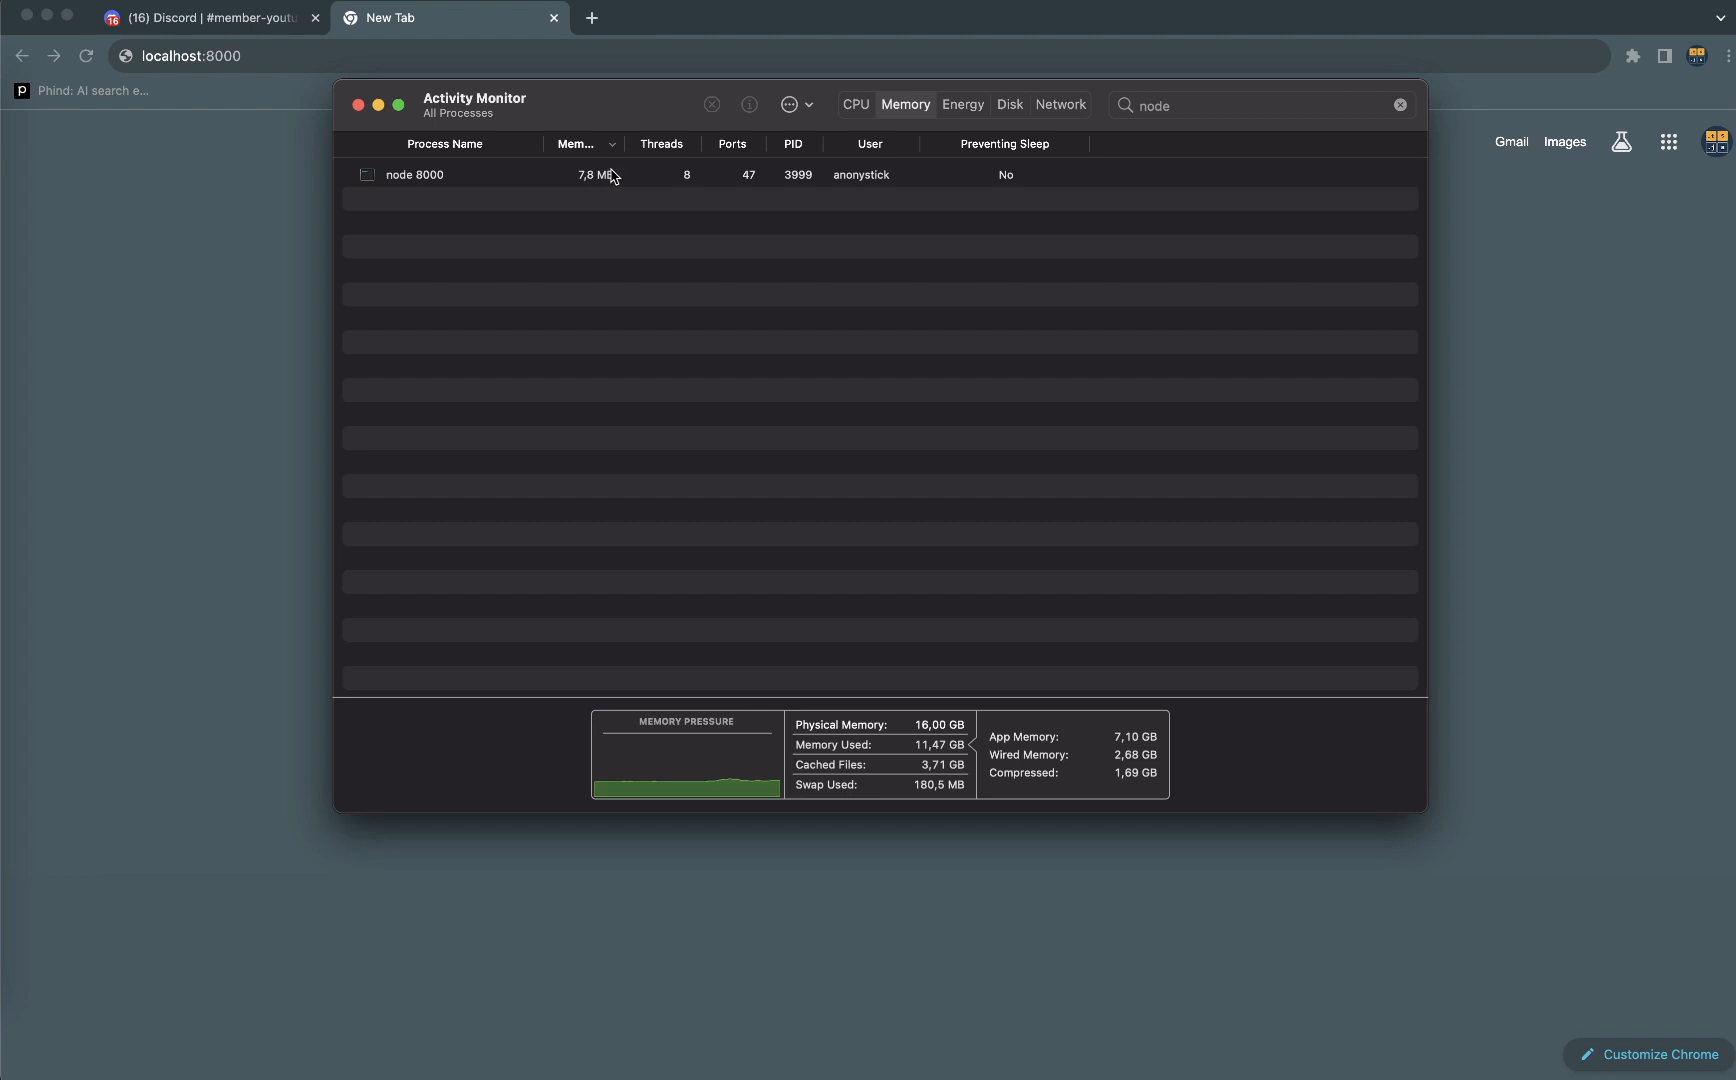 (16) Discord | #member-youtu
New Tab
localhost:8000
Phind: AI search e...
Activity Monitor
All Processes
CPU Memory Energy Disk Network
node
Gmail Images
Process Name Mem... Threads Ports PID User Preventing Sleep
node 8000 7,8 MB 8 47 3999 anonystick No
MEMORY PRESSURE
Physical Memory: 16,00 GB
Memory Used: 11,47 GB
Cached Files: 3,71 GB
Swap Used: 180,5 MB
App Memory: 7,10 GB
Wired Memory: 2,68 GB
Compressed: 1,69 GB
Customize Chrome